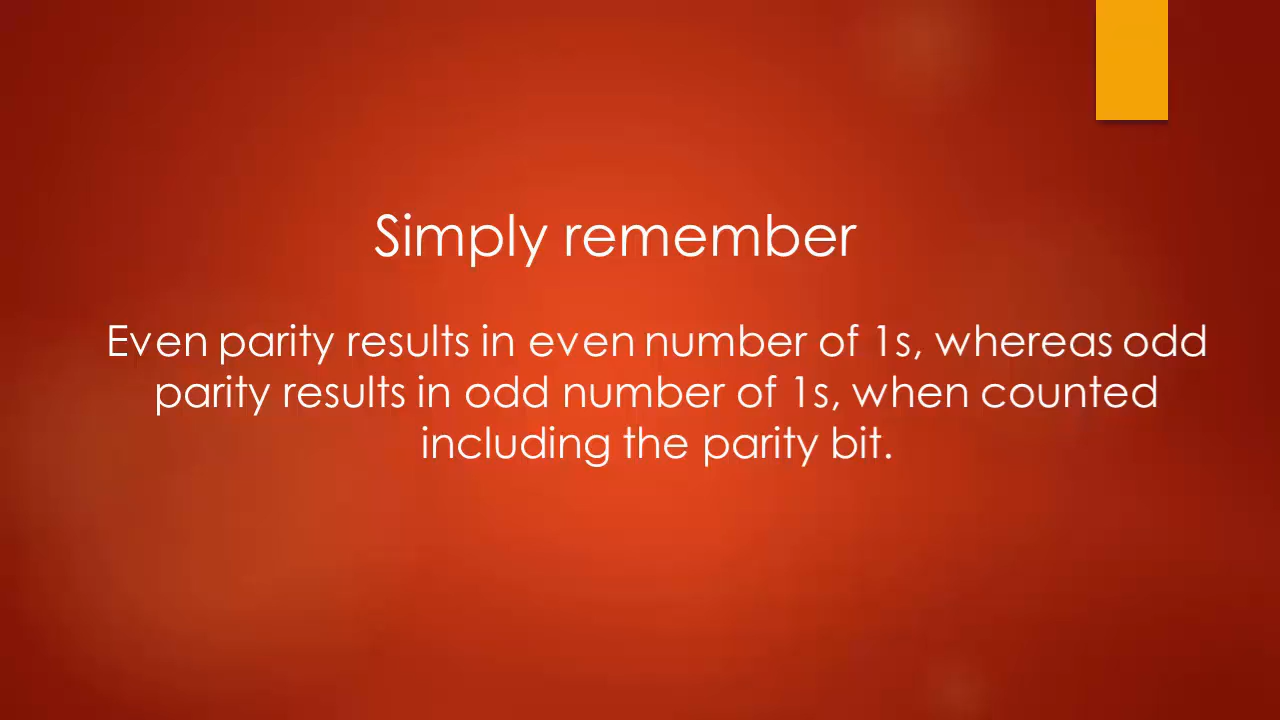 Simply remember
Even parity results in even number of 1s, whereas odd
parity results in odd number of 1s, when counted
including the parity bit.